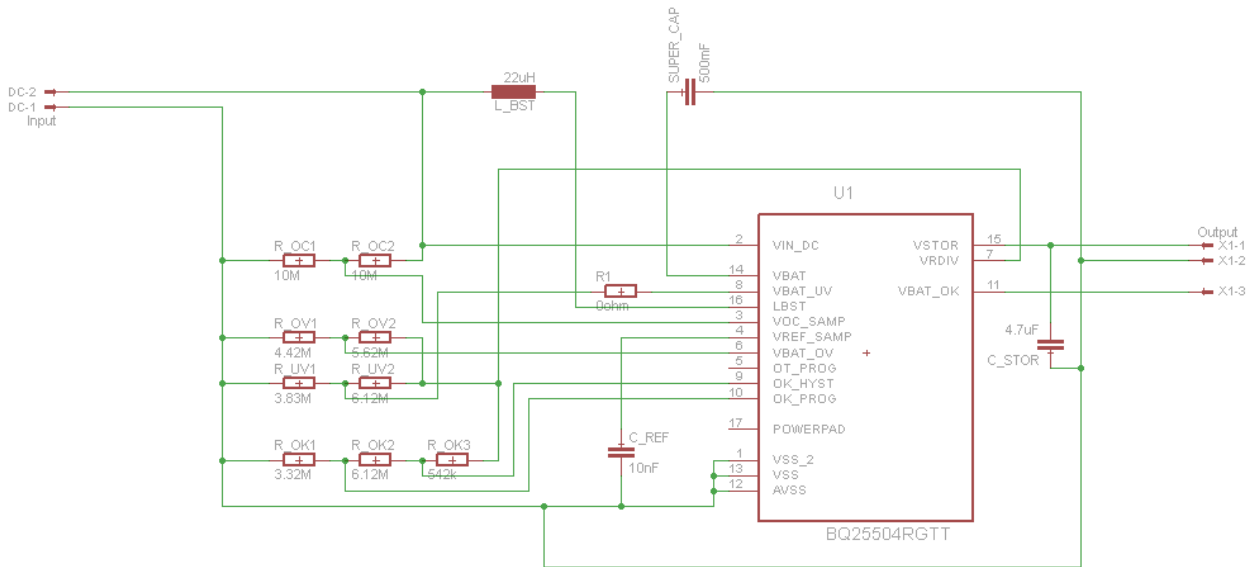 SUPER_CAP
500mF
22uH
L_BST
DC-2
DC-1
Input
U1
R_OC1
R_OC2
10M
10M
R1
0ohm
R_OV1
R_OV2
4.42M
5.62M
R_UV1
R_UV2
3.83M
6.12M
R_OK1
R_OK2
R_OK3
3.32M
6.12M
542k
C_REF
10nF
2
VIN_DC
14
VBAT
8
VBAT_UV
16
LBST
3
VOC_SAMP
4
VREF_SAMP
6
VBAT_OV
5
OT_PROG
9
OK_HYST
10
OK_PROG
17
POWERPAD
1
VSS_2
13
VSS
12
AVSS
VSTOR
15
VRDIV
7
VBAT_OK
11
BQ25504RGTT
Output
X1-1
X1-2
X1-3
4.7uF
C_STOR